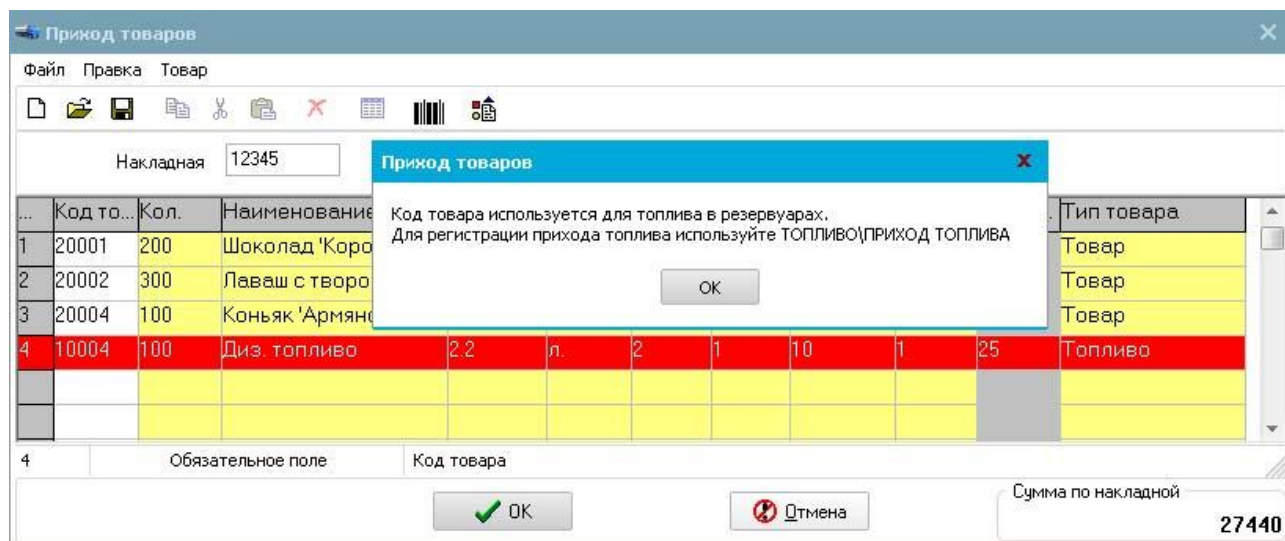 Приход товаров
Файл Правка Товар
Накладная 12345
Приход товаров
Код товара используется для топлива в резервуарах.
Для регистрации прихода топлива используйте ТОПЛИВО\ПРИХОД ТОПЛИВА
OK
... Код то... Кол. Наименование Тип товара
1 20001 200 Шоколад 'Коро Товар
2 20002 300 Лаваш с творо Товар
3 20004 100 Коньяк 'Армян Товар
4 10004 100 Диз. топливо 2.2 л. 2 1 10 1 25 Топливо
4 Обязательное поле Код товара
OK Отмена Сумма по накладной
27440